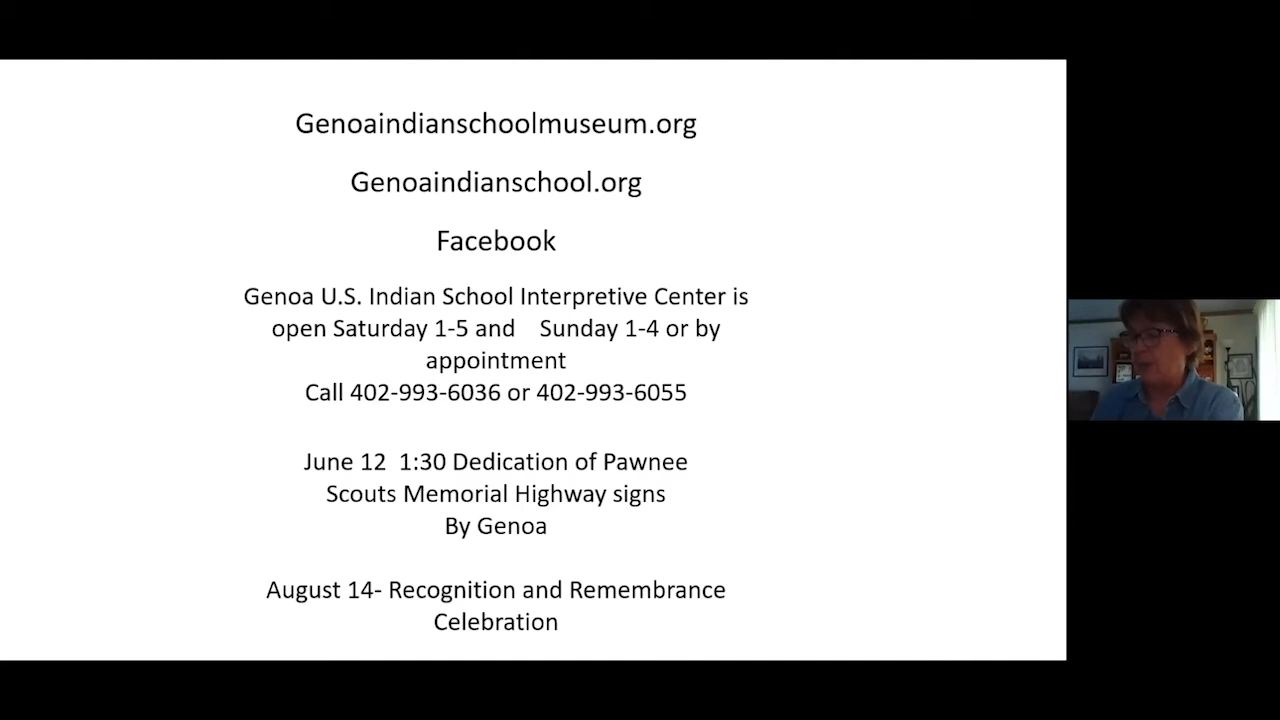 Genoaindianschoolmuseum.org
Genoaindianschool.org
Facebook
Genoa U.S. Indian School Interpretive Center is
open Saturday 1-5 and    Sunday 1-4 or by
appointment
Call 402-993-6036 or 402-993-6055
June 12  1:30 Dedication of Pawnee
Scouts Memorial Highway signs
By Genoa
August 14- Recognition and Remembrance
Celebration